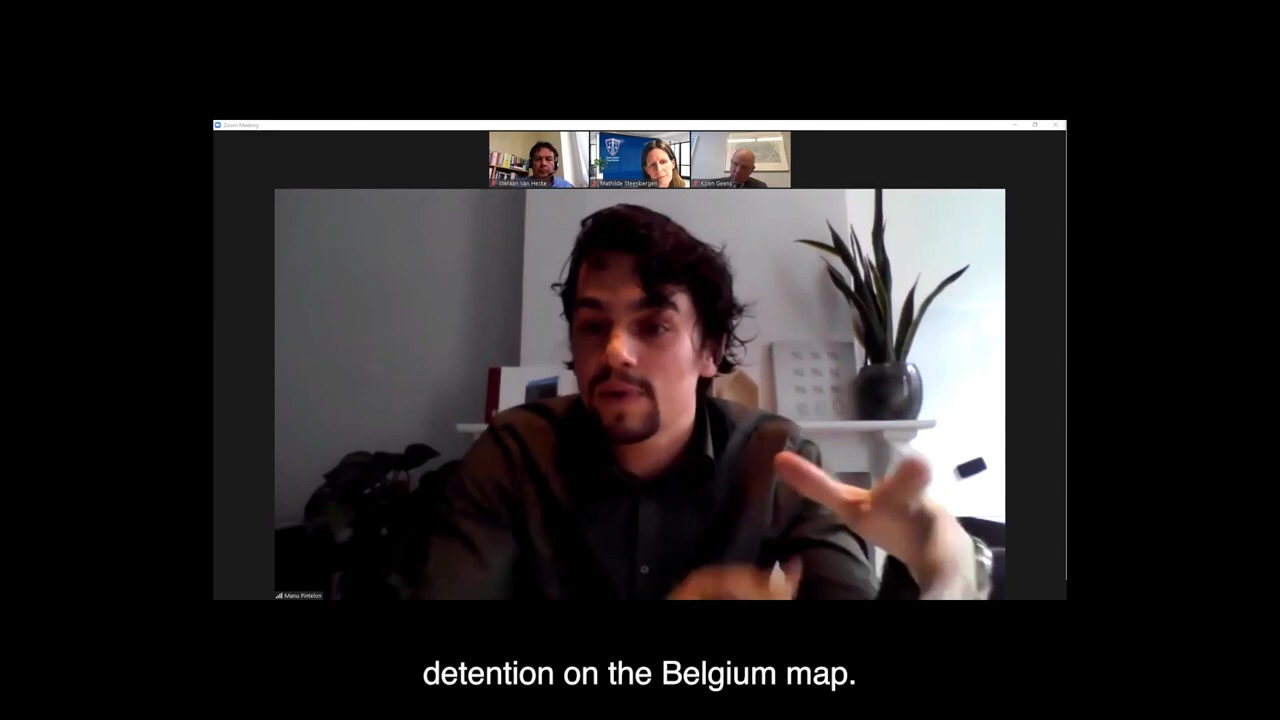 Zoom Meeting
Stefaan Van Hecke
Mathilde Steenbergen
Koen Geens
Manu Pintelon
detention on the Belgium map.